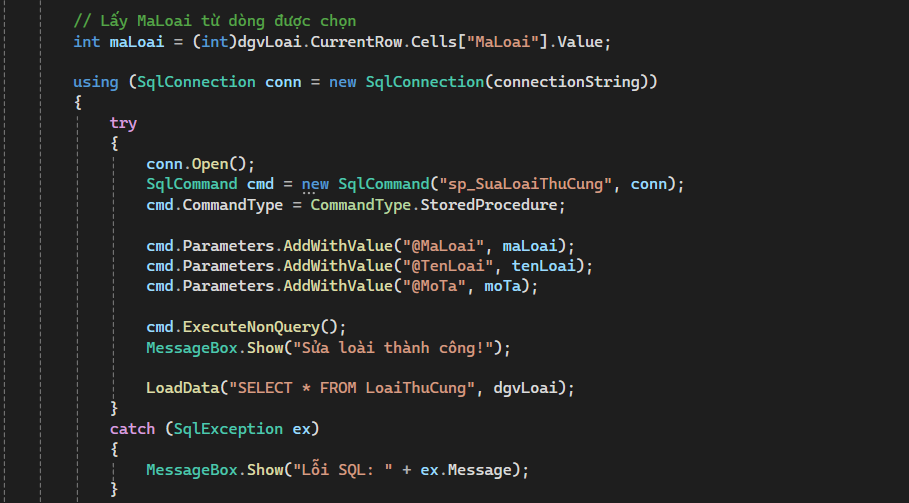 // Lấy MaLoai từ dòng được chọn
int maLoai = (int)dgvLoai.CurrentRow.Cells["MaLoai"].Value;
using (SqlConnection conn = new SqlConnection(connectionString))
{
try
{
conn.Open();
SqlCommand cmd = new SqlCommand("sp_SuaLoaiThuCung", conn);
cmd.CommandType = CommandType.StoredProcedure;
cmd.Parameters.AddWithValue("@MaLoai", maLoai);
cmd.Parameters.AddWithValue("@TenLoai", tenLoai);
cmd.Parameters.AddWithValue("@MoTa", moTa);
cmd.ExecuteNonQuery();
MessageBox.Show("Sửa loài thành công!");
LoadData("SELECT * FROM LoaiThuCung", dgvLoai);
}
catch (SqlException ex)
{
MessageBox.Show("Lỗi SQL: " + ex.Message);
}